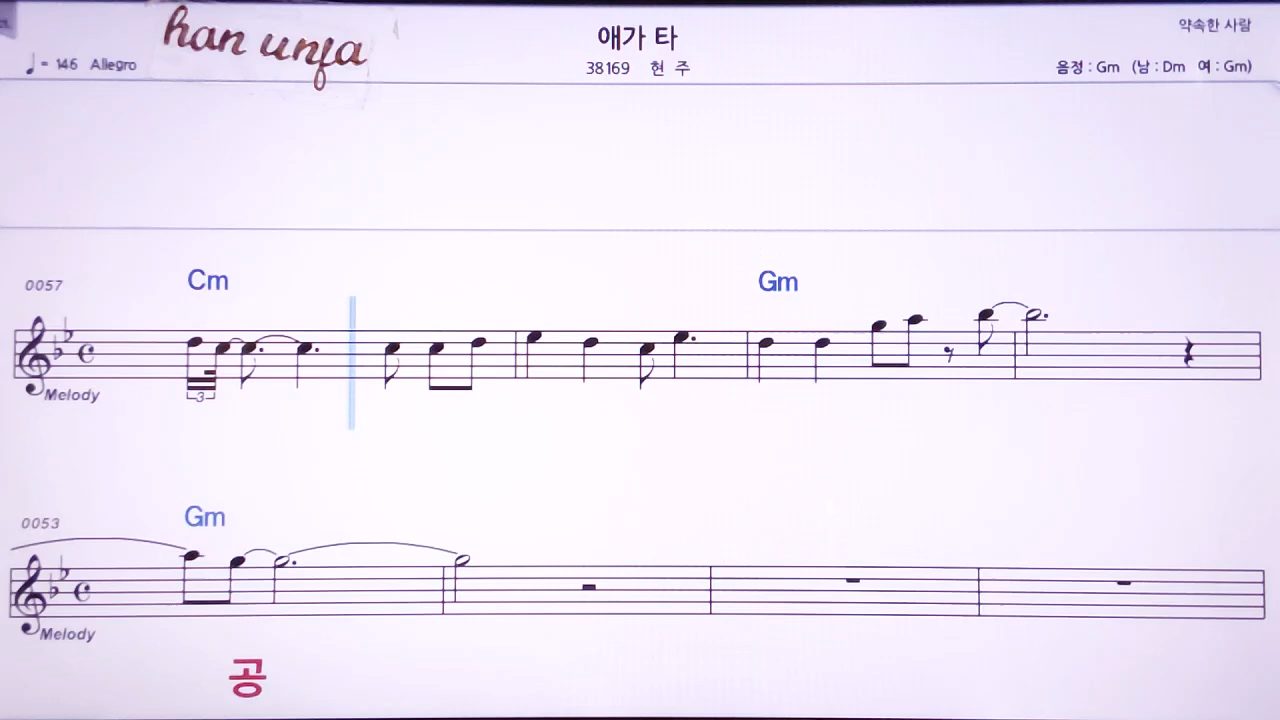 han unfa
애가 타
약속한 사람
♩= 146 Allegro
38169 현 주
음정 : Gm (남 : Dm 여 : Gm)
0057
Cm
Gm
Melody
3
0053
Gm
Melody
공